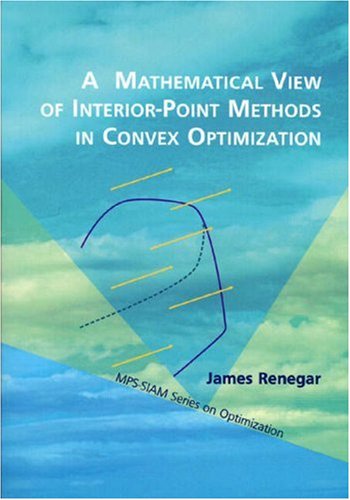 A MATHEMATICAL VIEW
OF INTERIOR-POINT METHODS
IN CONVEX OPTIMIZATION
James Renegar
MPS-SIAM Series on Optimization